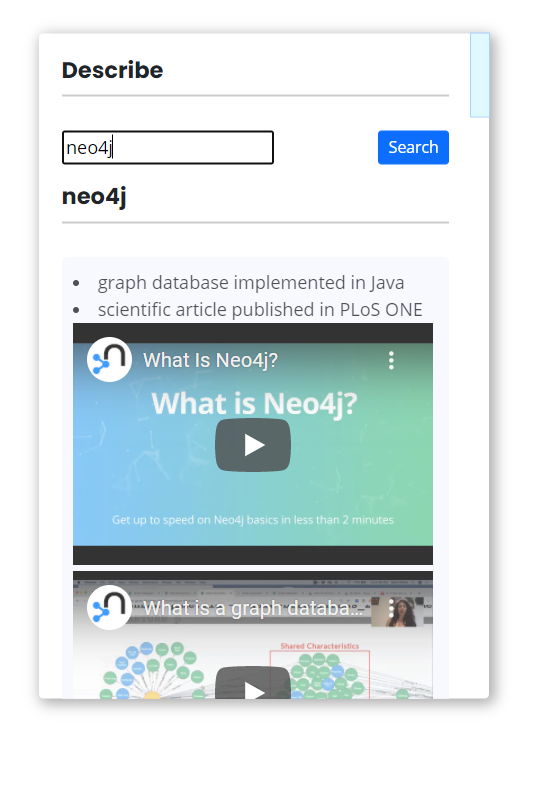 Describe
neo4j
Search
neo4j
graph database implemented in Java
scientific article published in PLoS ONE
What Is Neo4j?
What is Neo4j?
Get up to speed on Neo4j basics in less than 2 minutes
What is a graph databa...
Shared Characteristics